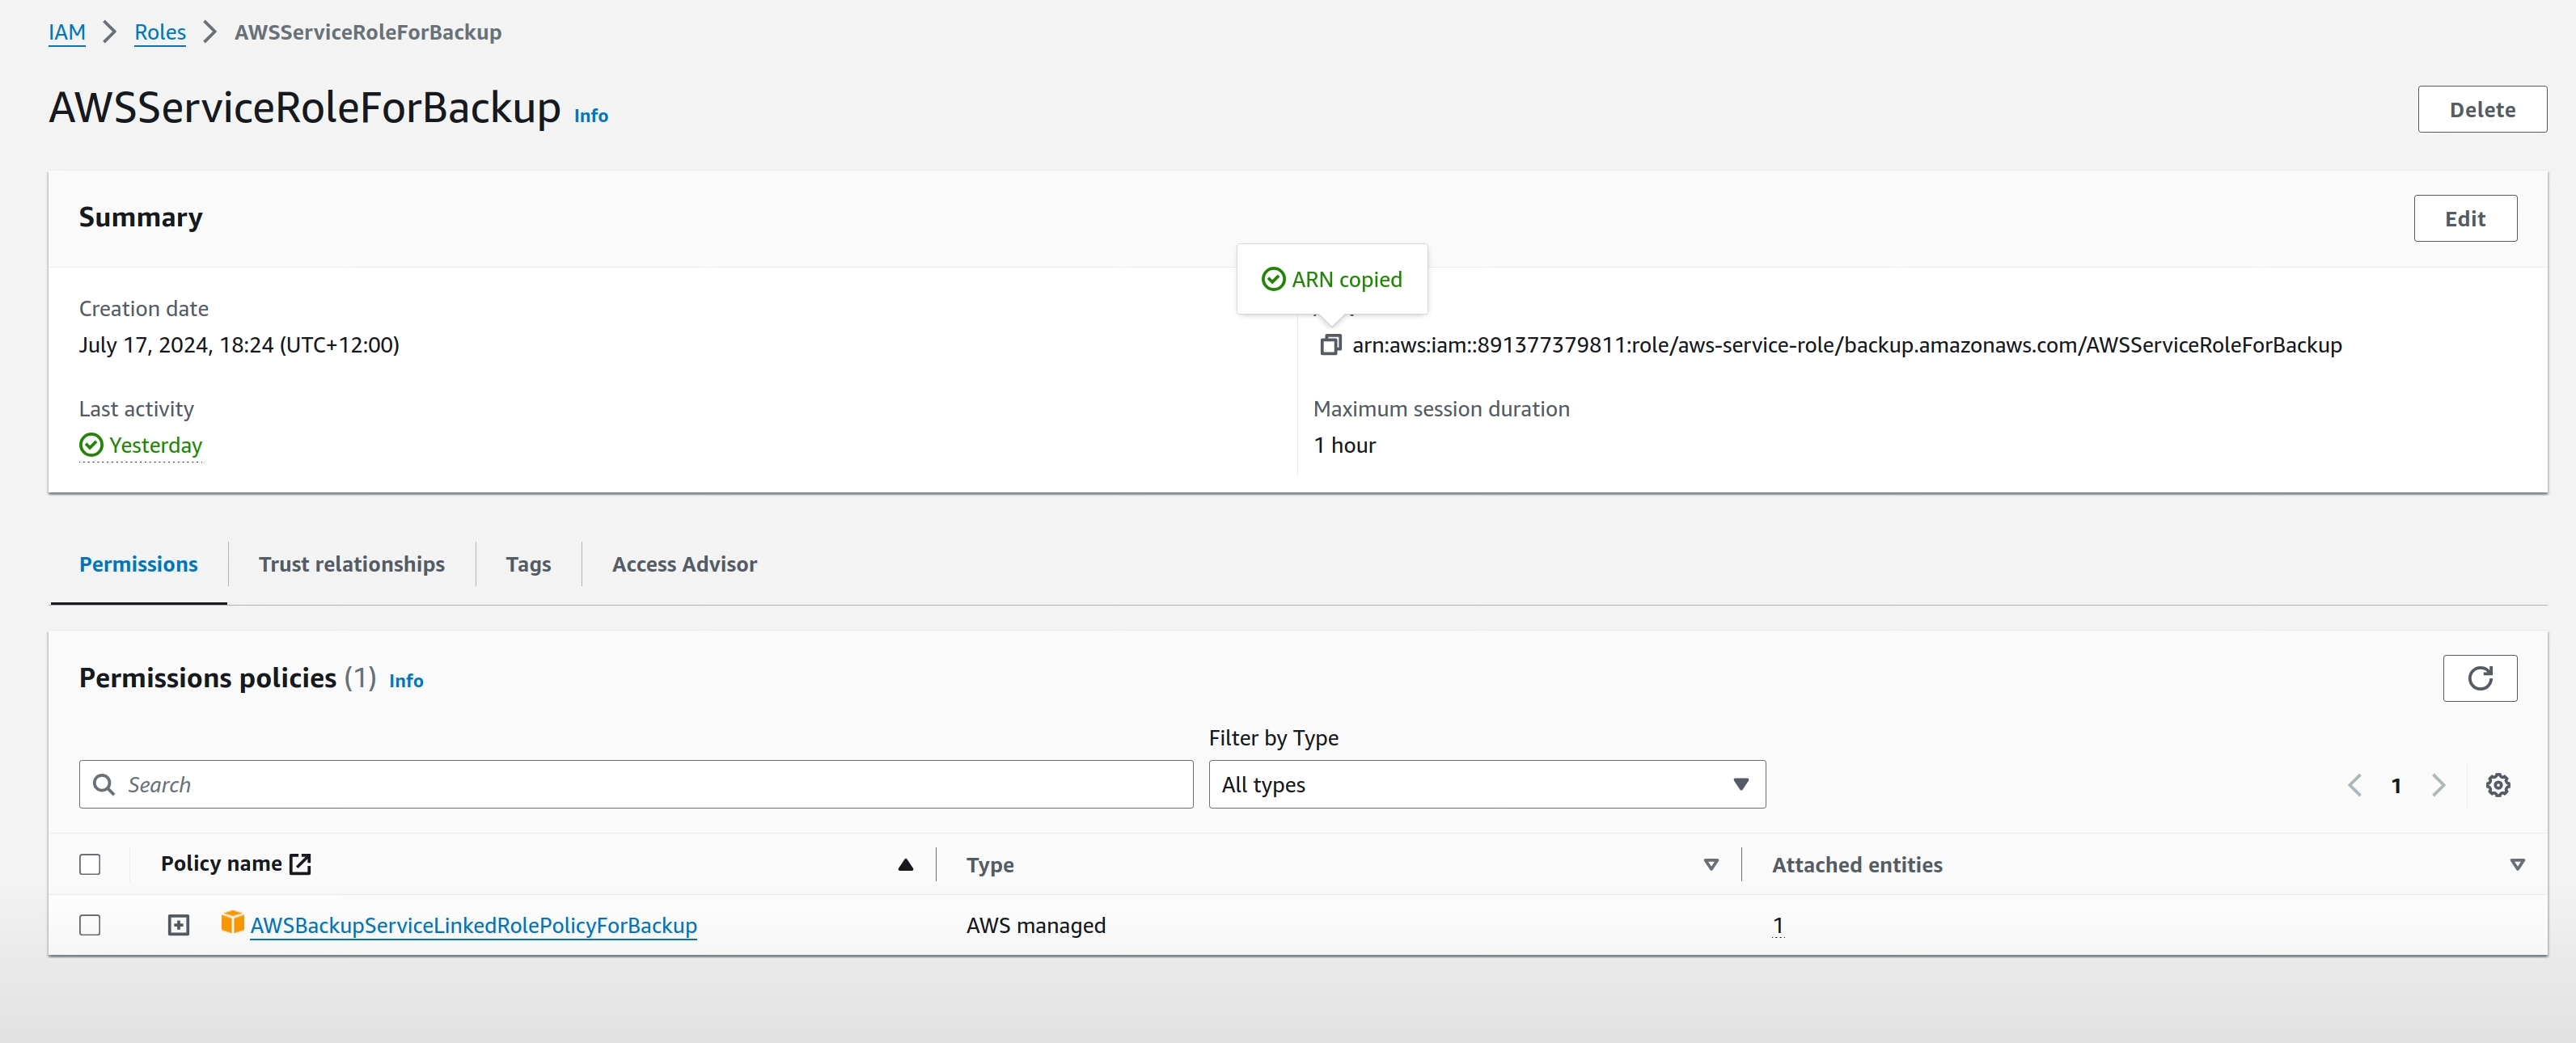 IAM > Roles > AWSServiceRoleForBackup
AWSServiceRoleForBackup Info
Delete
Summary
Edit
ARN copied
Creation date
July 17, 2024, 18:24 (UTC+12:00)
arn:aws:iam::891377379811:role/aws-service-role/backup.amazonaws.com/AWSServiceRoleForBackup
Last activity
Yesterday
Maximum session duration
1 hour
Permissions
Trust relationships
Tags
Access Advisor
Permissions policies (1) Info
Filter by Type
Search
All types
1
Policy name
Type
Attached entities
AWSBackupServiceLinkedRolePolicyForBackup
AWS managed
1